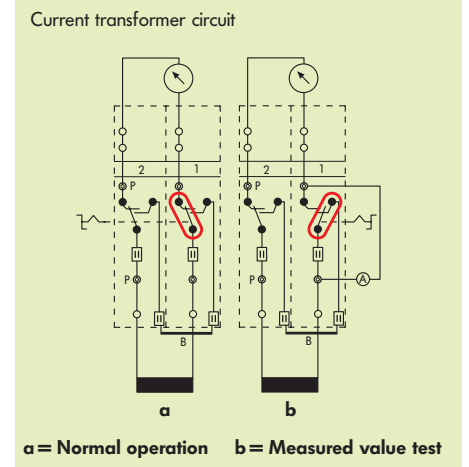 Current transformer circuit
2 1 2 1
P P
P P A
B B
a b
a = Normal operation b = Measured value test